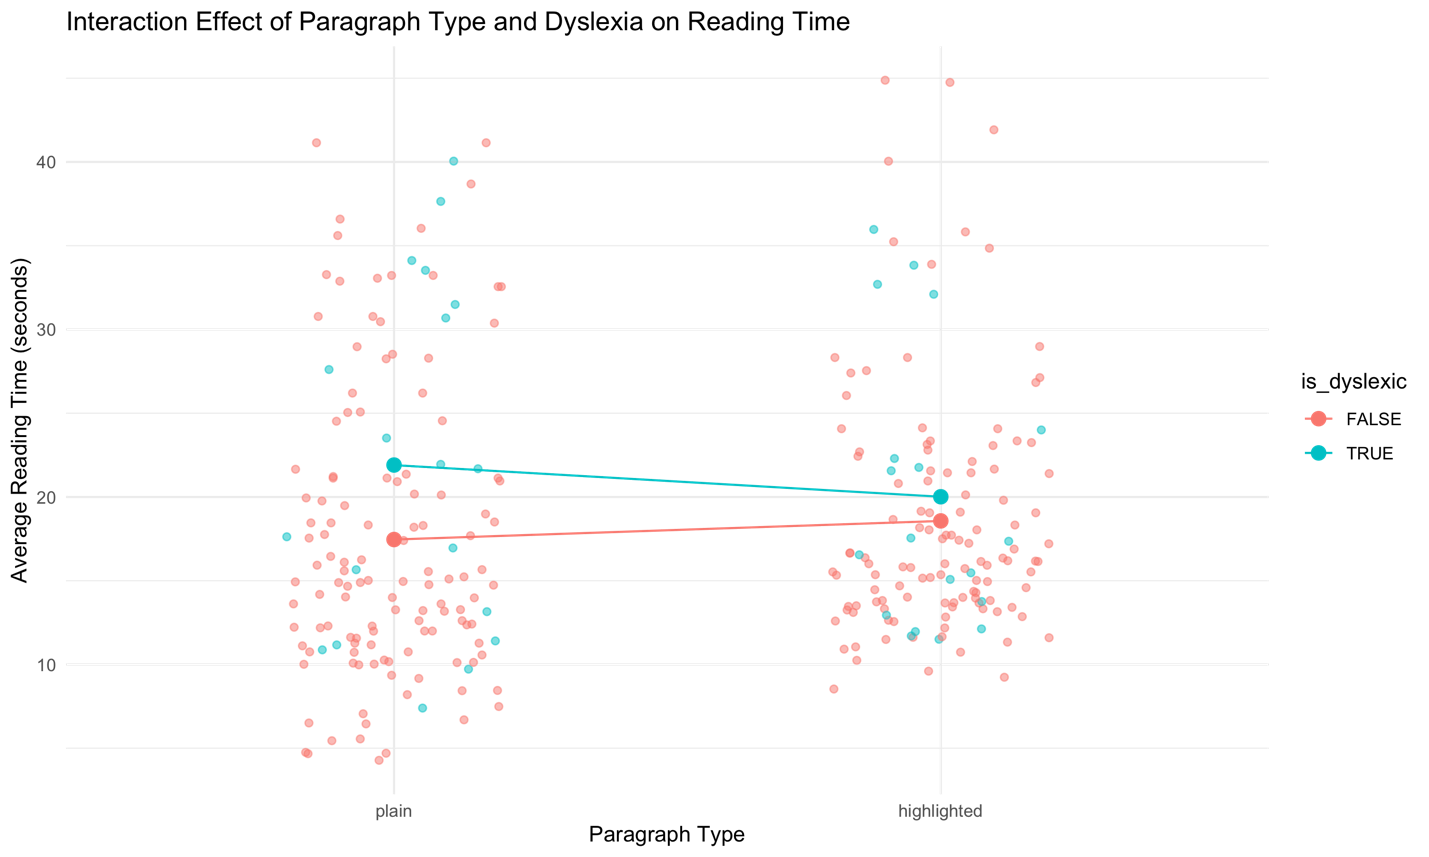 Interaction Effect of Paragraph Type and Dyslexia on Reading Time
Average Reading Time (seconds)
40
30
20
10
plain
highlighted
Paragraph Type
is_dyslexic
FALSE
TRUE